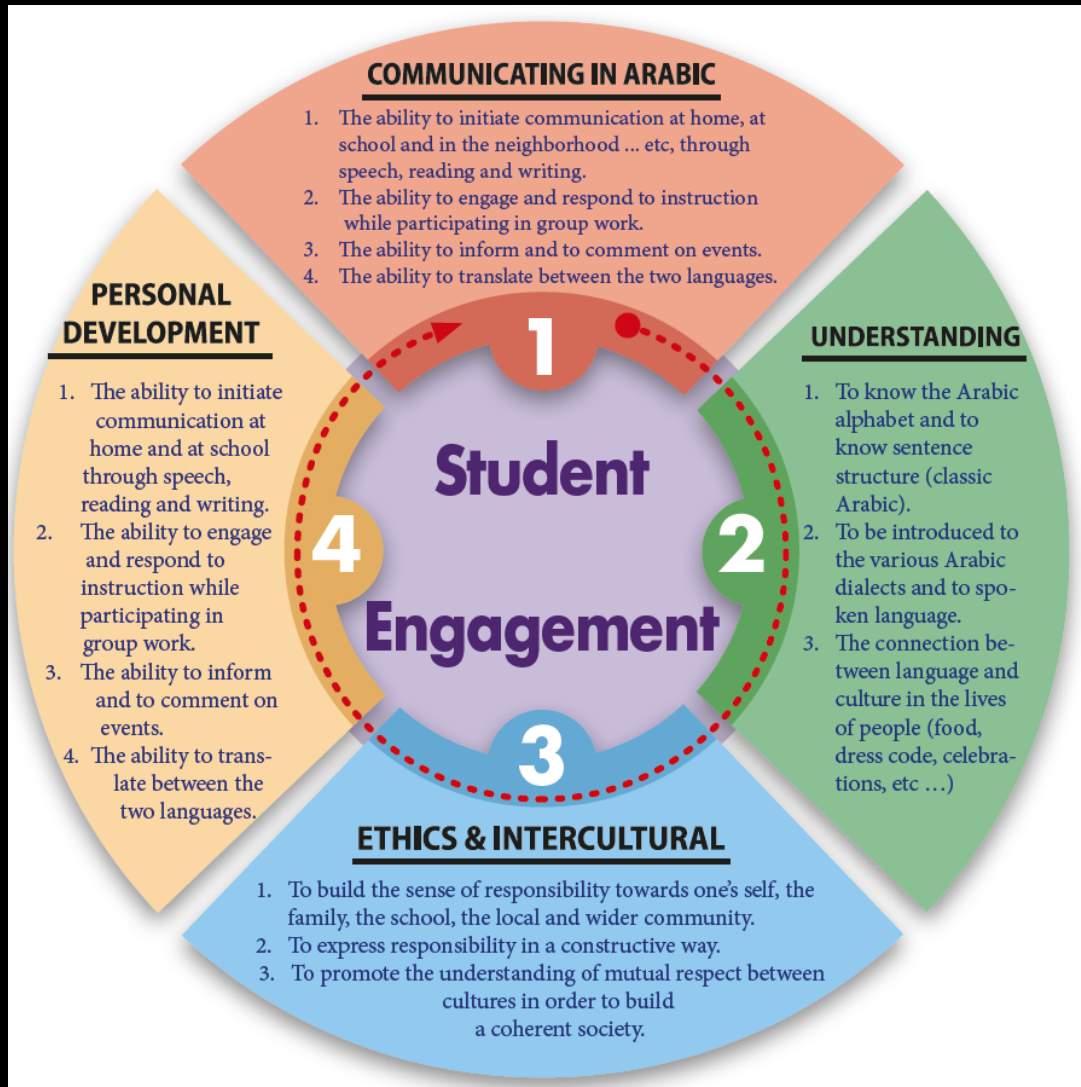 COMMUNICATING IN ARABIC
1. The ability to initiate communication at home, at
school and in the neighborhood ... etc, through
speech, reading and writing.
2. The ability to engage and respond to instruction
while participating in group work.
3. The ability to inform and to comment on events.
4. The ability to translate between the two languages.
1
UNDERSTANDING
1. To know the Arabic
alphabet and to
know sentence
structure (classic
Arabic).
2. To be introduced to
the various Arabic
dialects and to spo-
ken language.
3. The connection be-
tween language and
culture in the lives
of people (food,
dress code, celebra-
tions, etc ...)
2
ETHICS & INTERCULTURAL
1. To build the sense of responsibility towards one's self, the
family, the school, the local and wider community.
2. To express responsibility in a constructive way.
3. To promote the understanding of mutual respect between
cultures in order to build
a coherent society.
3
PERSONAL
DEVELOPMENT
1. The ability to initiate
communication at
home and at school
through speech,
reading and writing.
2. The ability to engage
and respond to
instruction while
participating in
group work.
3. The ability to inform
and to comment on
events.
4. The ability to trans-
late between the
two languages.
4
Student
Engagement